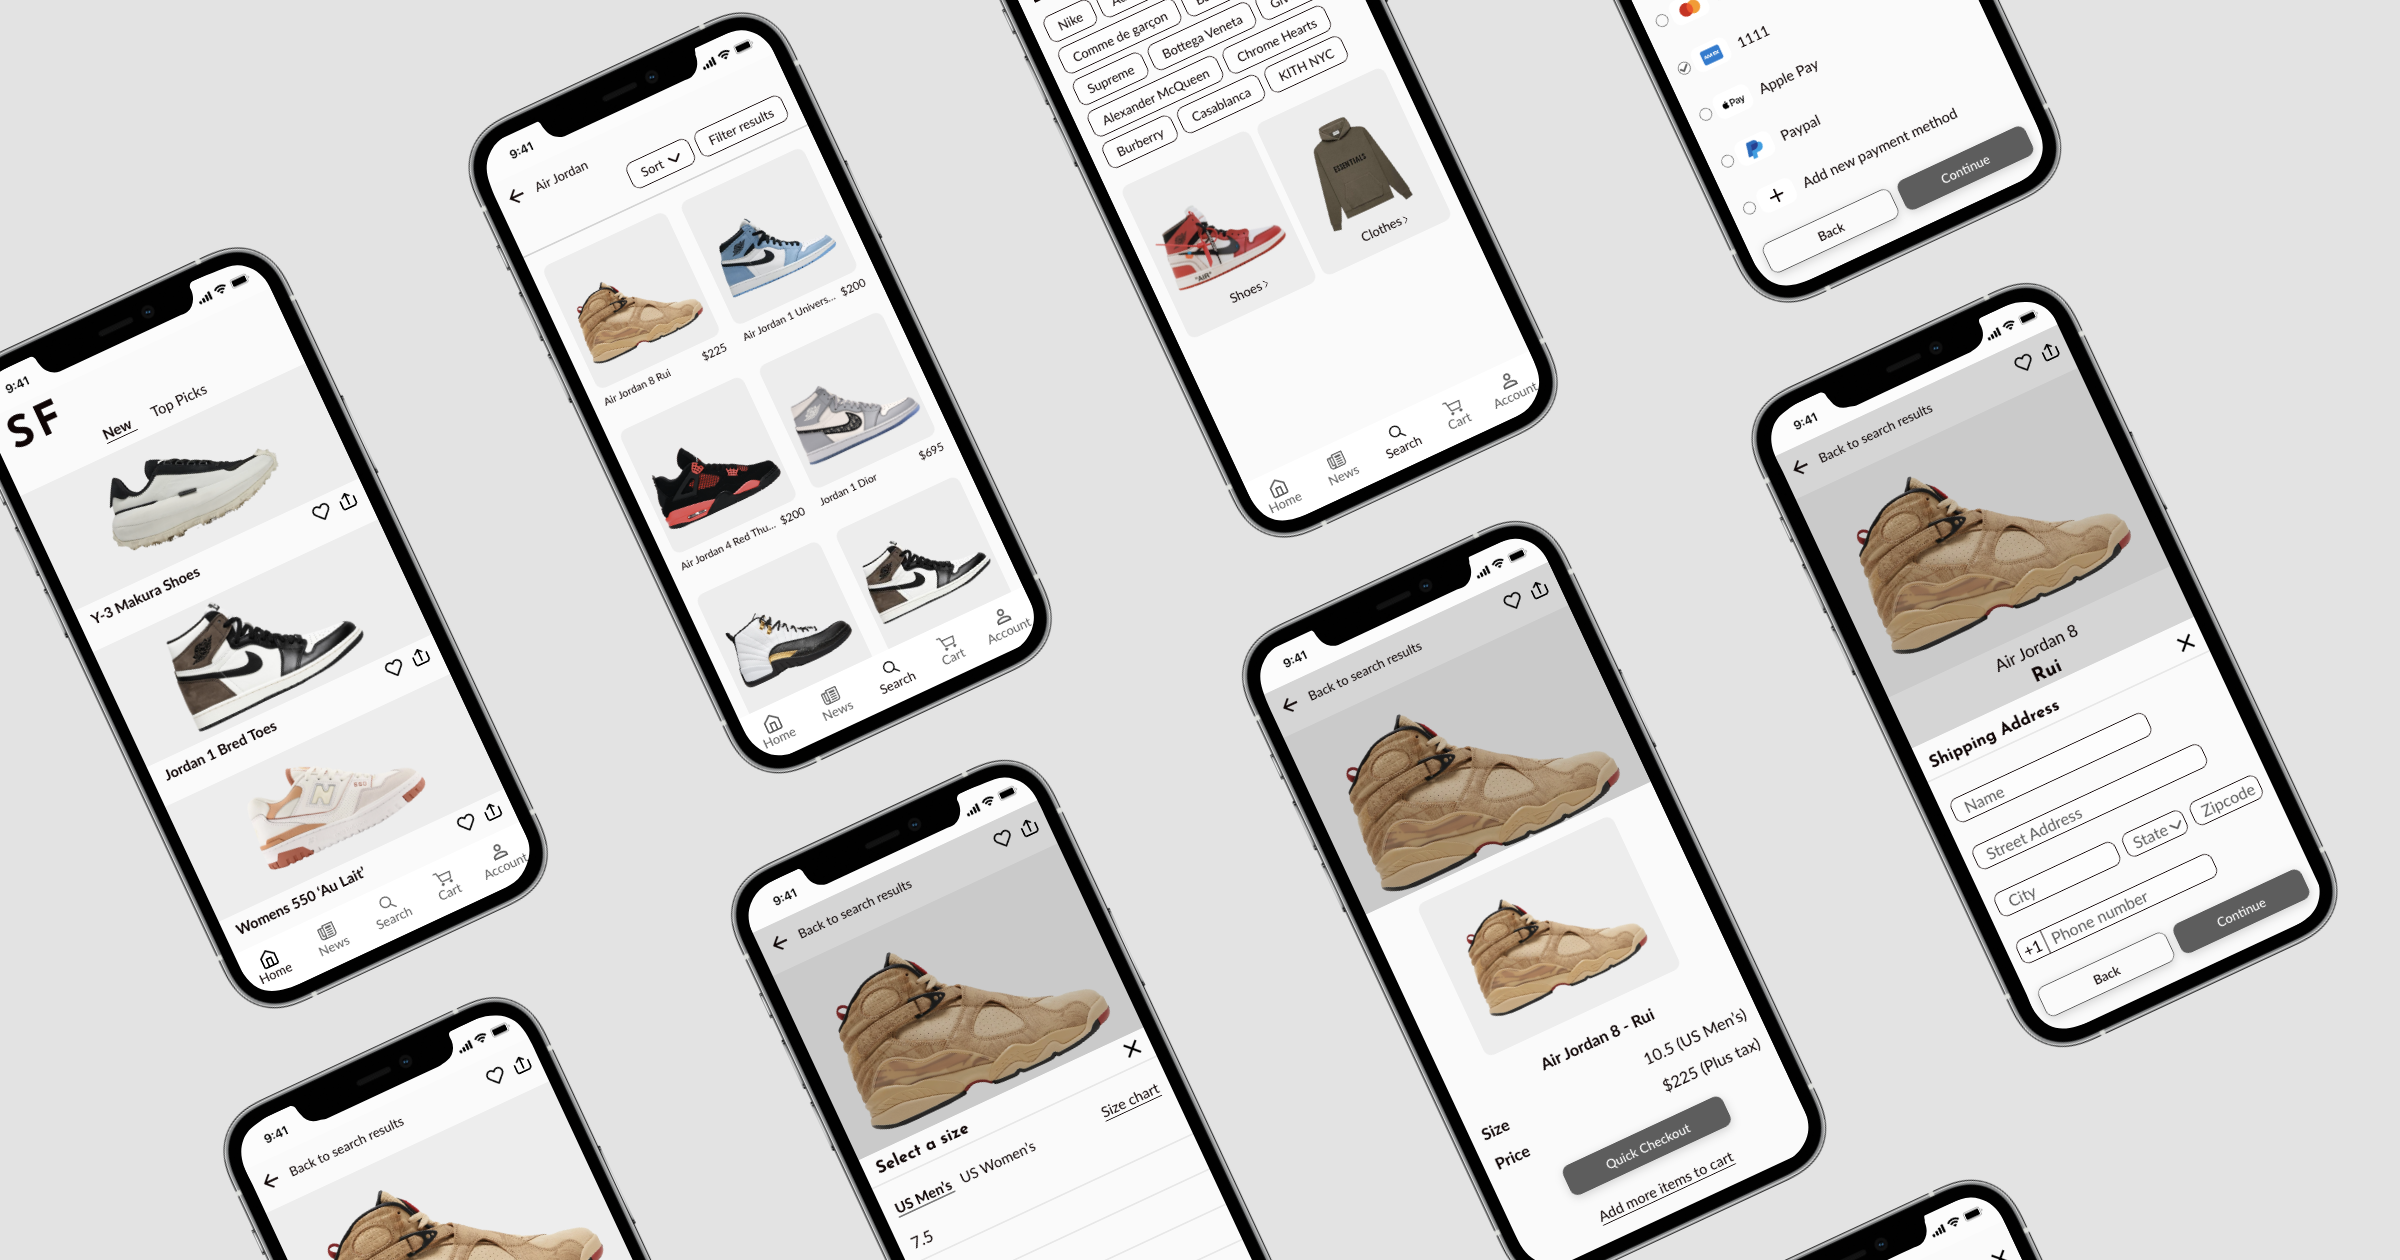 9:41
SF
New
Top Picks
Y-3 Makura Shoes
Jordan 1 Bred Toes
Womens 550 'Au Lait'
Home
News
Search
Cart
Account
9:41
Air Jordan
Sort
Filter results
Air Jordan 8 Rui
$225
Air Jordan 1 Univers...
$200
Air Jordan 4 Red Thu...
$200
Jordan 1 Dior
$695
Home
News
Search
Cart
Account
Nike
Comme de garçon
Supreme
Bottega Veneta
Alexander McQueen
Chrome Hearts
Burberry
Casablanca
KITH NYC
ESSENTIALS
"AIR"
Shoes
Clothes
Home
News
Search
Cart
Account
1111
Pay
Apple Pay
Paypal
Add new payment method
Back
Continue
9:41
Back to search results
9:41
Back to search results
Select a size
Size chart
US Men's
US Women's
7.5
9:41
Back to search results
Air Jordan 8 - Rui
Size
10.5 (US Men's)
Price
$225 (Plus tax)
Quick Checkout
Add more items to cart
9:41
Back to search results
Air Jordan 8
Rui
Shipping Address
Name
Street Address
City
State
Zipcode
+1
Phone number
Back
Continue